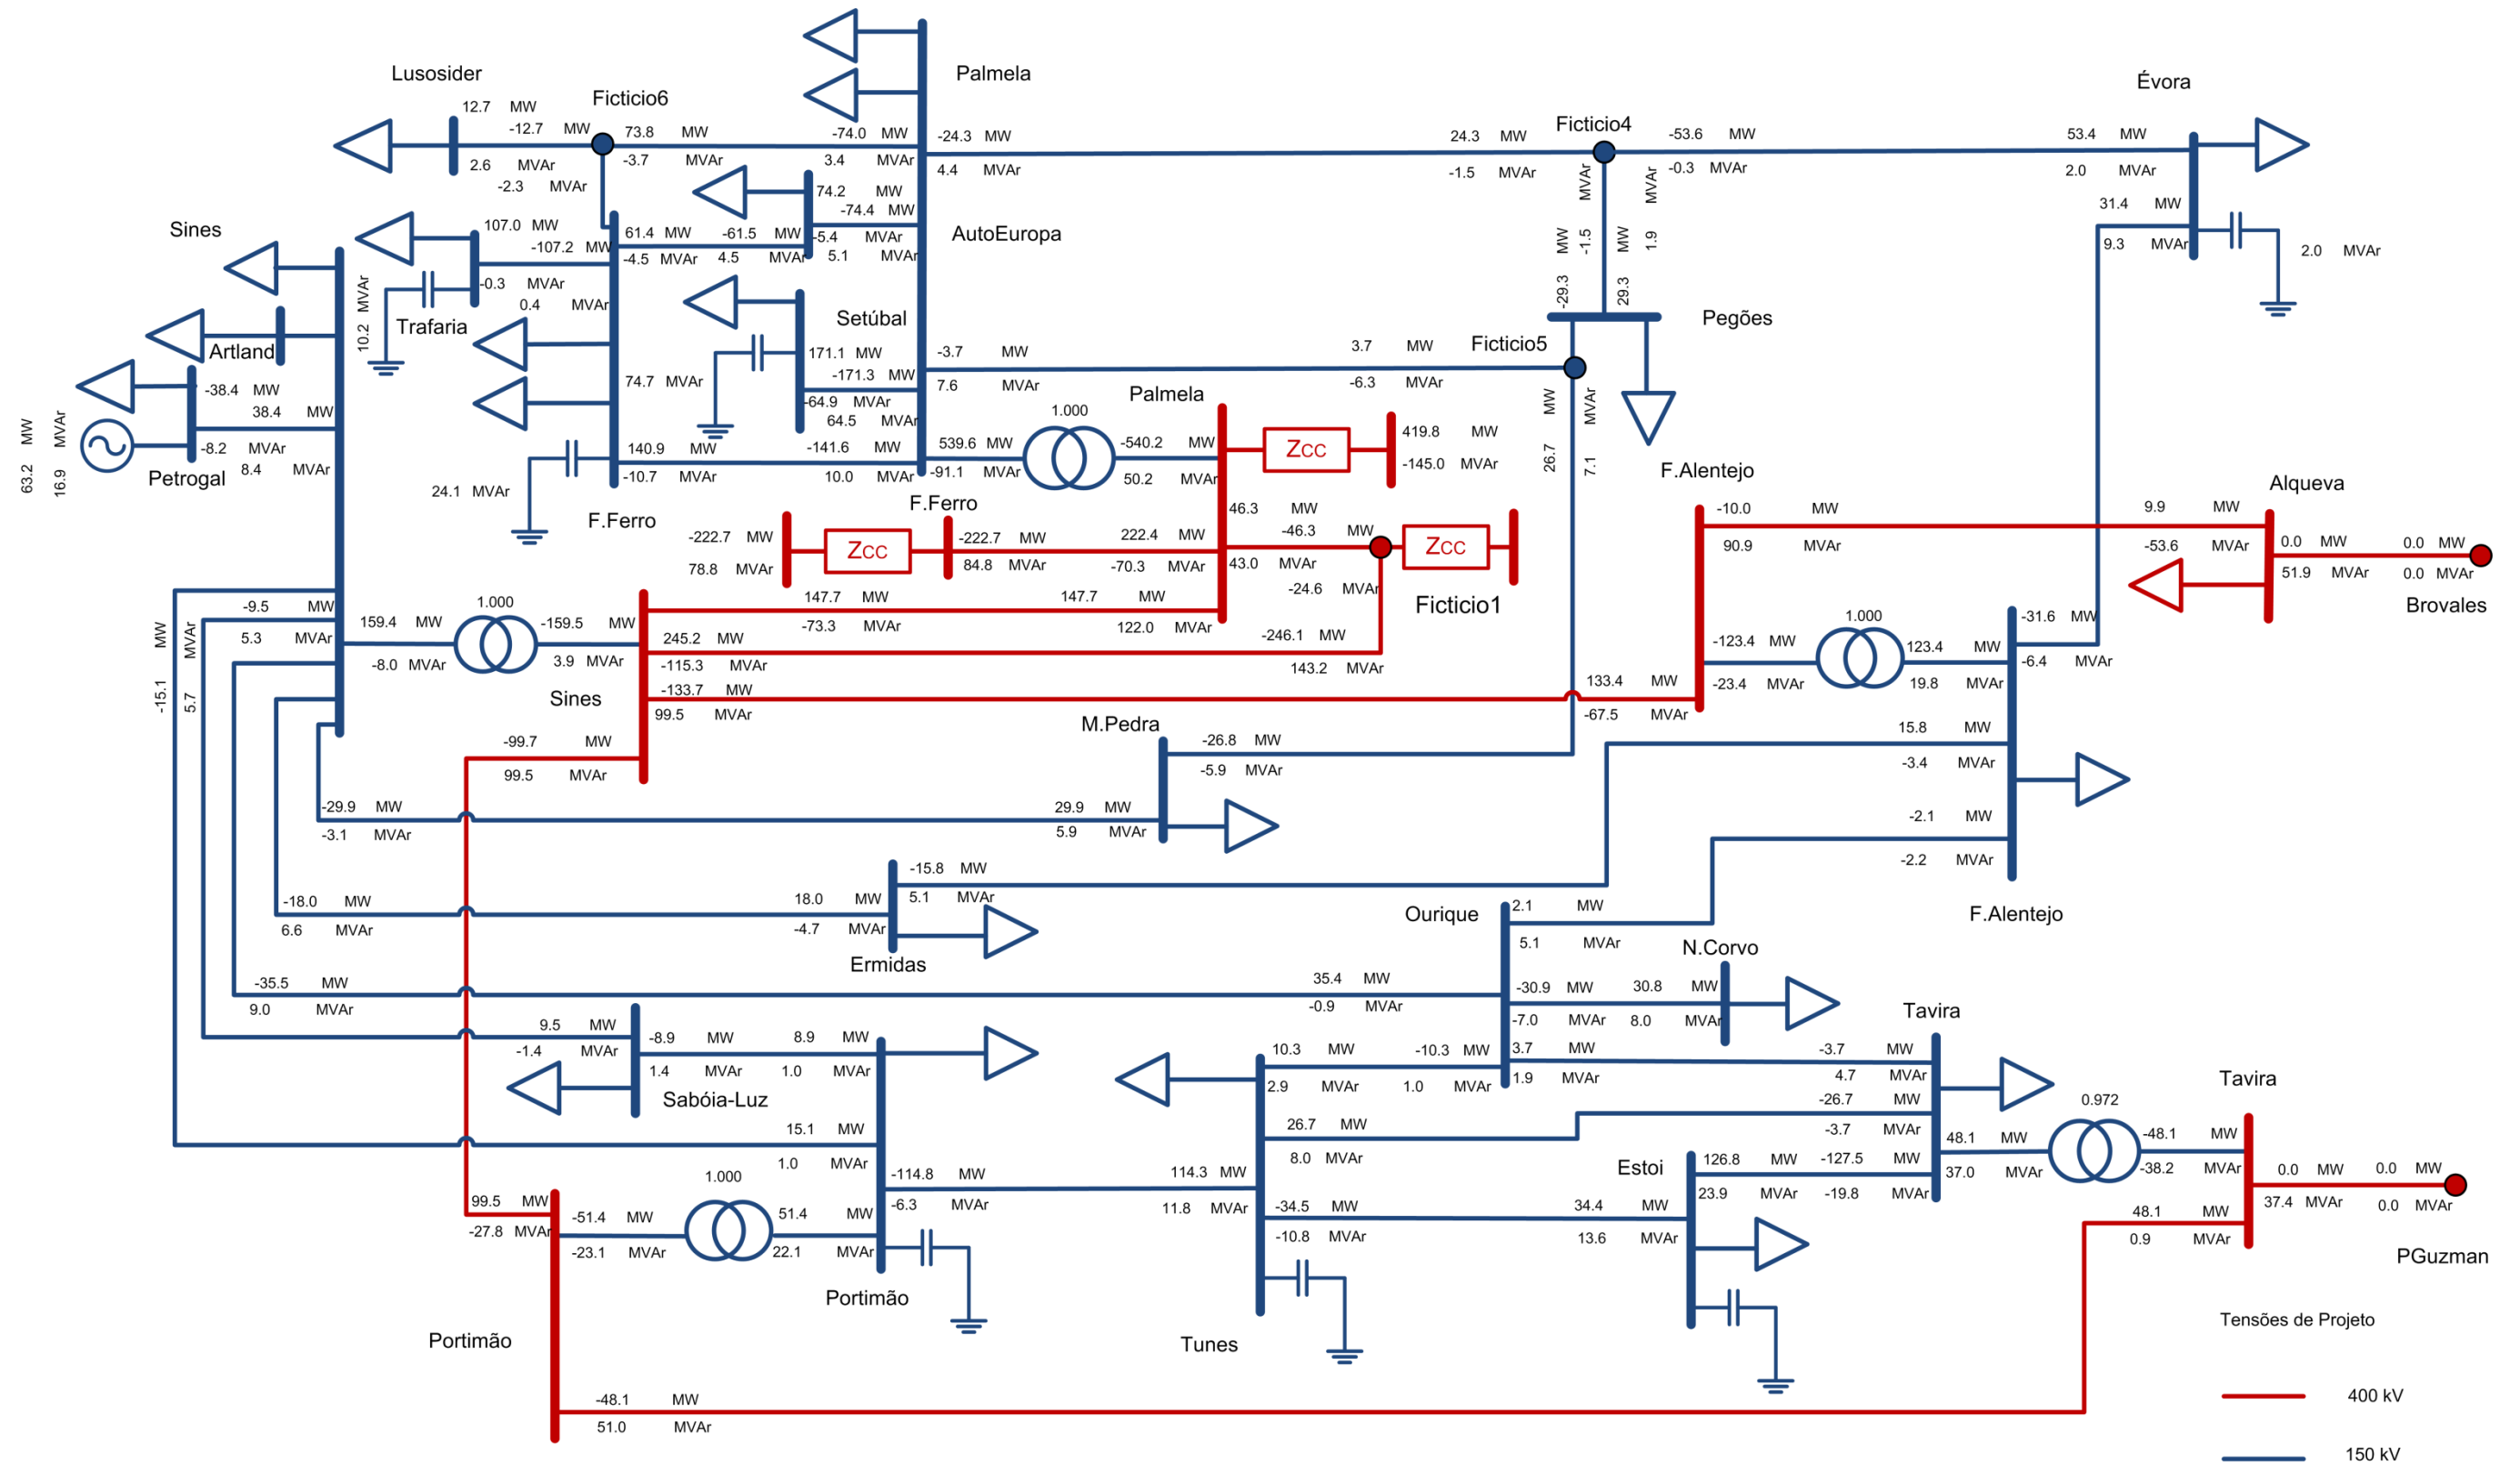 Lusosider
12.7 MW
-12.7 MW
2.6 MVAr
-2.3 MVAr
Ficticio6
73.8 MW
-3.7 MVAr
-74.0 MW
3.4 MVAr
Palmela
-24.3 MW
4.4 MVAr
24.3 MW
-1.5 MVAr
Ficticio4
-53.6 MW
-0.3 MVAr
53.4 MW
2.0 MVAr
Évora
31.4 MW
9.3 MVAr
2.0 MVAr
-29.3 MW
-1.5 MVAr
29.3 MW
1.9 MVAr
Pegões
Sines
10.2 MVAr
107.0 MW
-107.2 MW
-0.3 MVAr
0.4 MVAr
Trafaria
61.4 MW
-4.5 MVAr
-61.5 MW
4.5 MVAr
74.2 MW
-74.4 MW
-5.4 MVAr
5.1 MVAr
AutoEuropa
Setúbal
171.1 MW
-171.3 MW
-64.9 MVAr
64.5 MVAr
-3.7 MW
7.6 MVAr
3.7 MW
-6.3 MVAr
Ficticio5
26.7 MW
7.1 MVAr
Artland
-38.4 MW
38.4 MW
-8.2 MVAr
8.4 MVAr
Petrogal
63.2 MW
16.9 MVAr
74.7 MVAr
24.1 MVAr
140.9 MW
-10.7 MVAr
-141.6 MW
10.0 MVAr
F.Ferro
539.6 MW
-91.1 MVAr
1.000
-540.2 MW
50.2 MVAr
Palmela
Zcc
419.8 MW
-145.0 MVAr
F.Ferro
-222.7 MW
78.8 MVAr
Zcc
-222.7 MW
84.8 MVAr
222.4 MW
-70.3 MVAr
46.3 MW
43.0 MVAr
-46.3 MW
-24.6 MVAr
Zcc
Ficticio1
F.Alentejo
-10.0 MW
90.9 MVAr
9.9 MW
-53.6 MVAr
Alqueva
0.0 MW
51.9 MVAr
0.0 MW
0.0 MVAr
Brovales
-15.1 MW
5.7 MVAr
-9.5 MW
5.3 MVAr
159.4 MW
-8.0 MVAr
1.000
-159.5 MW
3.9 MVAr
Sines
147.7 MW
-73.3 MVAr
147.7 MW
122.0 MVAr
245.2 MW
-115.3 MVAr
-246.1 MW
143.2 MVAr
-133.7 MW
99.5 MVAr
133.4 MW
-67.5 MVAr
-123.4 MW
-23.4 MVAr
1.000
123.4 MW
19.8 MVAr
-31.6 MW
-6.4 MVAr
-99.7 MW
99.5 MVAr
M.Pedra
-26.8 MW
-5.9 MVAr
-29.9 MW
-3.1 MVAr
29.9 MW
5.9 MVAr
15.8 MW
-3.4 MVAr
-2.1 MW
-2.2 MVAr
F.Alentejo
-18.0 MW
6.6 MVAr
18.0 MW
-4.7 MVAr
-15.8 MW
5.1 MVAr
Ermidas
Ourique
2.1 MW
5.1 MVAr
N.Corvo
-35.5 MW
9.0 MVAr
35.4 MW
-0.9 MVAr
-30.9 MW
-7.0 MVAr
30.8 MW
8.0 MVAr
Tavira
9.5 MW
-1.4 MVAr
-8.9 MW
1.4 MVAr
8.9 MW
1.0 MVAr
Sabóia-Luz
10.3 MW
2.9 MVAr
-10.3 MW
1.0 MVAr
3.7 MW
1.9 MVAr
-3.7 MW
4.7 MVAr
26.7 MW
8.0 MVAr
-26.7 MW
-3.7 MVAr
Tavira
0.972
48.1 MW
37.0 MVAr
-48.1 MW
-38.2 MVAr
0.0 MW
37.4 MVAr
0.0 MW
0.0 MVAr
PGuzman
15.1 MW
1.0 MVAr
-114.8 MW
-6.3 MVAr
114.3 MW
11.8 MVAr
Estoi
126.8 MW
23.9 MVAr
-127.5 MW
-19.8 MVAr
-34.5 MW
-10.8 MVAr
34.4 MW
13.6 MVAr
48.1 MW
0.9 MVAr
99.5 MW
-27.8 MVAr
-51.4 MW
-23.1 MVAr
1.000
51.4 MW
22.1 MVAr
Portimão
Portimão
Tunes
-48.1 MW
51.0 MVAr
Tensões de Projeto
400 kV
150 kV